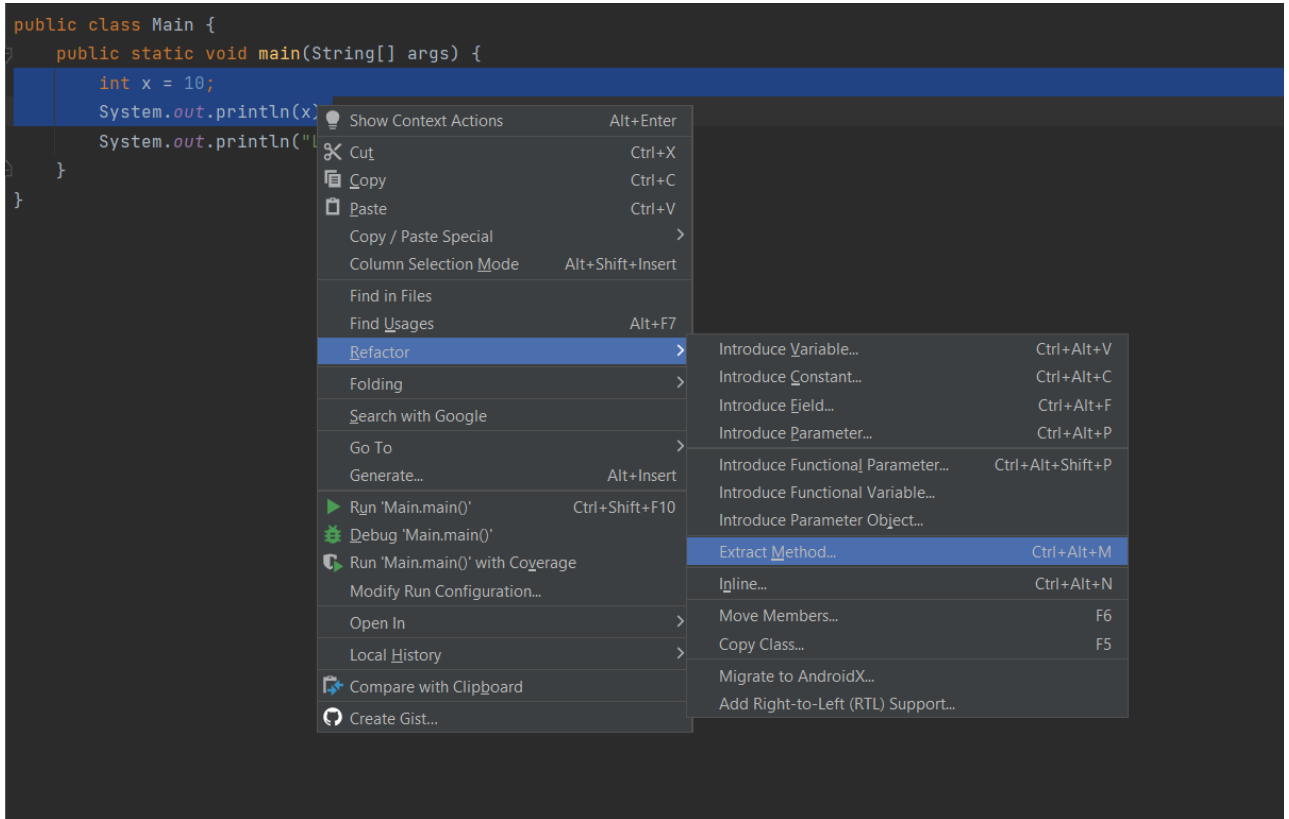 public class Main {
public static void main(String[] args) {
int x = 10;
System.out.println(x)
System.out.println("
}
}
Show Context Actions Alt+Enter
Cut Ctrl+X
Copy Ctrl+C
Paste Ctrl+V
Copy / Paste Special
Column Selection Mode Alt+Shift+Insert
Find in Files
Find Usages Alt+F7
Refactor
Folding
Search with Google
Go To
Generate... Alt+Insert
Run 'Main.main()' Ctrl+Shift+F10
Debug 'Main.main()'
Run 'Main.main()' with Coverage
Modify Run Configuration...
Open In
Local History
Compare with Clipboard
Create Gist...
Introduce Variable... Ctrl+Alt+V
Introduce Constant... Ctrl+Alt+C
Introduce Field... Ctrl+Alt+F
Introduce Parameter... Ctrl+Alt+P
Introduce Functional Parameter... Ctrl+Alt+Shift+P
Introduce Functional Variable...
Introduce Parameter Object...
Extract Method... Ctrl+Alt+M
Inline... Ctrl+Alt+N
Move Members... F6
Copy Class... F5
Migrate to AndroidX...
Add Right-to-Left (RTL) Support...